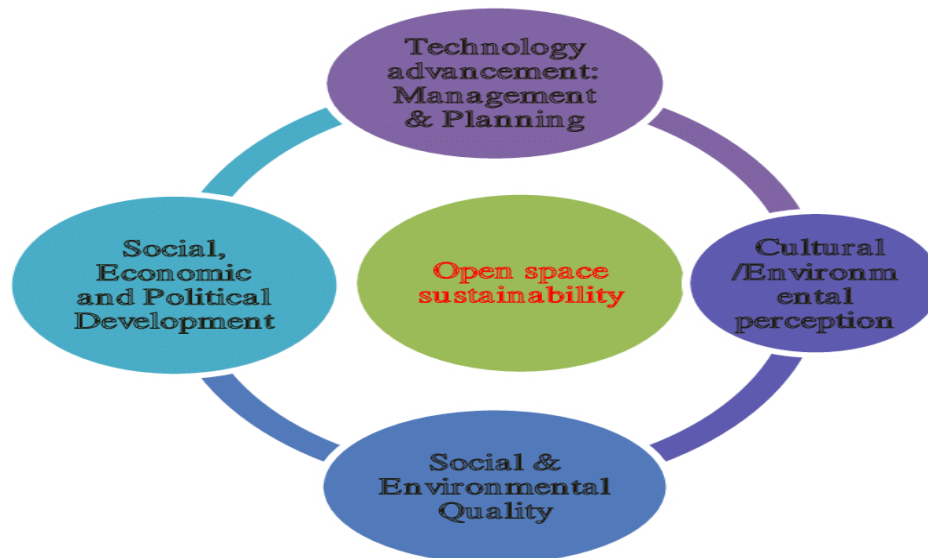 Technology
advancement:
Management
& Planning
Social,
Economic
and Political
Development
Open space
sustainability
Cultural
/Environm
ental
perception
Social &
Environmental
Quality